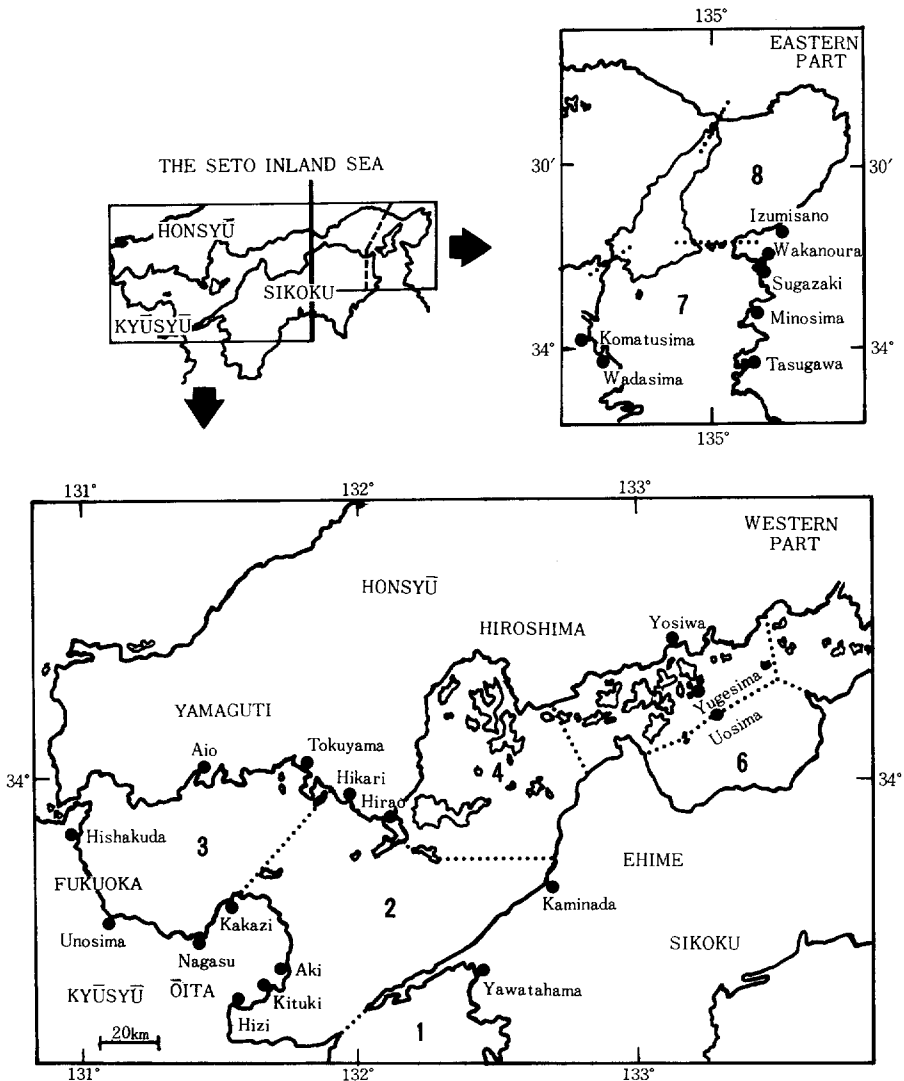 THE SETO INLAND SEA
HONSYŪ
SIKOKU
KYŪSYŪ
135°
EASTERN
PART
30′
30′
8
Izumisano
Wakanoura
Sugazaki
7
Minosima
34°
Komatusima
34°
Tasugawa
Wadasima
135°
131°
132°
133°
WESTERN
PART
HONSYŪ
HIROSHIMA
Yosiwa
YAMAGUTI
Yugesima
Uosima
Aio
Tokuyama
4
6
34°
Hikari
34°
Hirao
Hishakuda
3
EHIME
FUKUOKA
2
Kaminada
Kakazi
Unosima
Nagasu
SIKOKU
Aki
KYŪSYŪ
ŌITA
Kituki
Yawatahama
Hizi
20km
1
131°
132°
133°